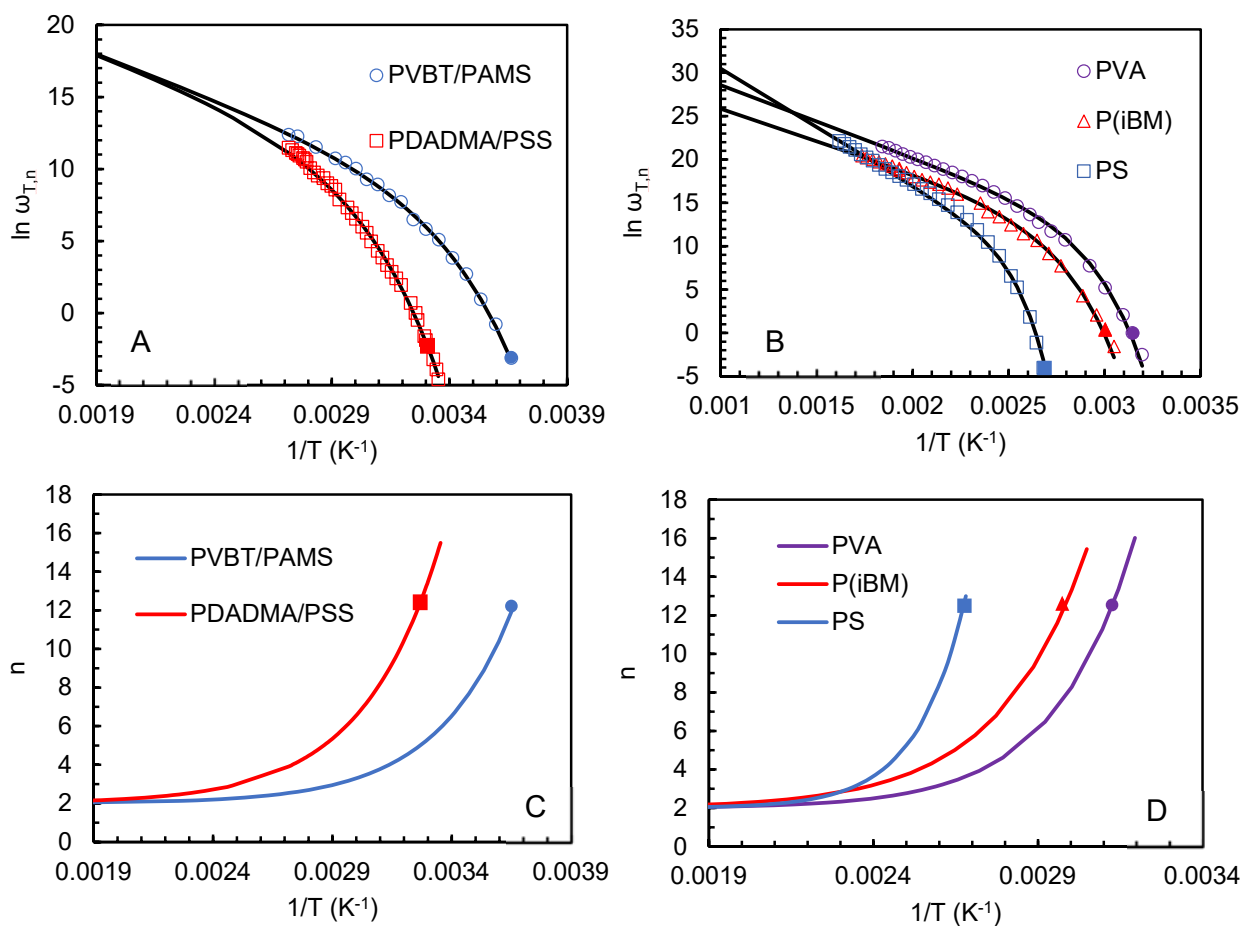 20
15
10
5
0
-5
ln ω_T,n
PVBT/PAMS
PDADMA/PSS
A
0.0019
0.0024
0.0029
0.0034
0.0039
1/T (K⁻¹)
35
30
25
20
15
10
5
0
-5
ln ω_T,n
PVA
P(iBM)
PS
B
0.001
0.0015
0.002
0.0025
0.003
0.0035
1/T (K⁻¹)
18
16
14
12
10
8
6
4
2
0
n
PVBT/PAMS
PDADMA/PSS
C
0.0019
0.0024
0.0029
0.0034
0.0039
1/T (K⁻¹)
18
16
14
12
10
8
6
4
2
0
n
PVA
P(iBM)
PS
D
0.0019
0.0024
0.0029
0.0034
1/T (K⁻¹)